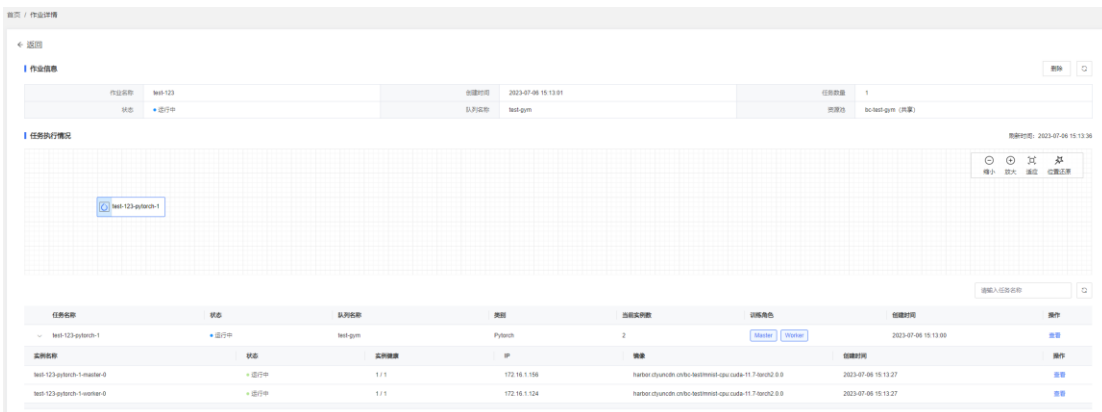 首页 / 作业详情
← 返回
作业信息 删除
作业名称 test-123 创建时间 2023-07-06 15:13:01 任务数量 1
状态 运行中 队列名称 test-gym 资源池 bc-test-gym（共享）
任务执行情况 刷新时间：2023-07-06 15:13:36
缩小 放大 适应 位置还原
test-123-pytorch-1
请输入任务名称
任务名称 状态 队列名称 类别 当前实例数 训练角色 创建时间 操作
test-123-pytorch-1 运行中 test-gym Pytorch 2 Master Worker 2023-07-06 15:13:00 查看
实例名称 状态 实例健康 IP 镜像 创建时间 操作
test-123-pytorch-1-master-0 运行中 1 / 1 172.16.1.156 harbor.ctyuncdn.cn/bc-test/mnist-cpu:cuda-11.7-torch2.0.0 2023-07-06 15:13:27 查看
test-123-pytorch-1-worker-0 运行中 1 / 1 172.16.1.124 harbor.ctyuncdn.cn/bc-test/mnist-cpu:cuda-11.7-torch2.0.0 2023-07-06 15:13:27 查看